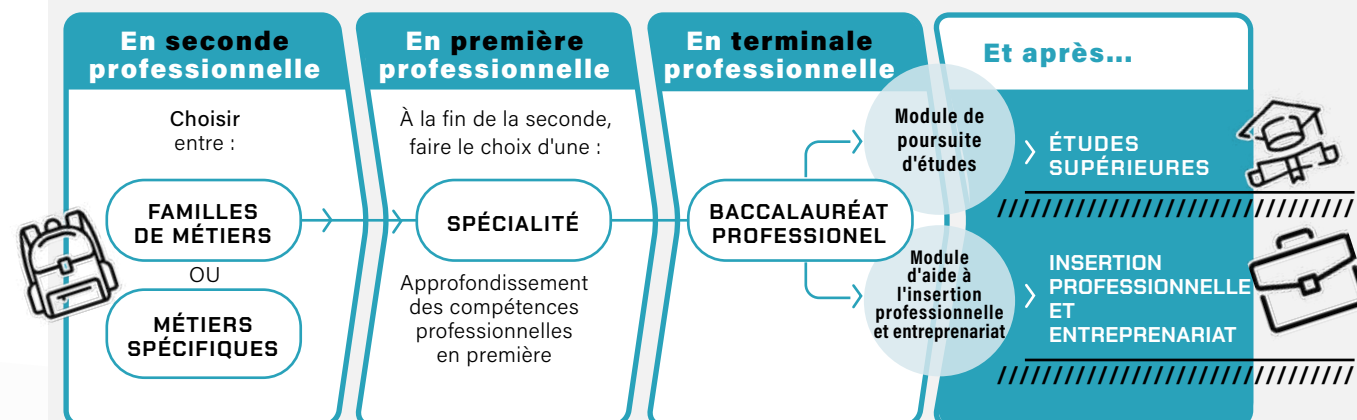 En seconde
professionnelle
Choisir
entre :
FAMILLES
DE MÉTIERS
OU
MÉTIERS
SPÉCIFIQUES
En première
professionnelle
À la fin de la seconde,
faire le choix d'une :
SPÉCIALITÉ
Approfondissement
des compétences
professionnelles
en première
En terminale
professionnelle
BACCALAURÉAT
PROFESSIONEL
Module de
poursuite
d'études
Module
d'aide à
l'insertion
professionnelle
et entreprenariat
Et après...
ÉTUDES
SUPÉRIEURES
INSERTION
PROFESSIONNELLE
ET
ENTREPRENARIAT